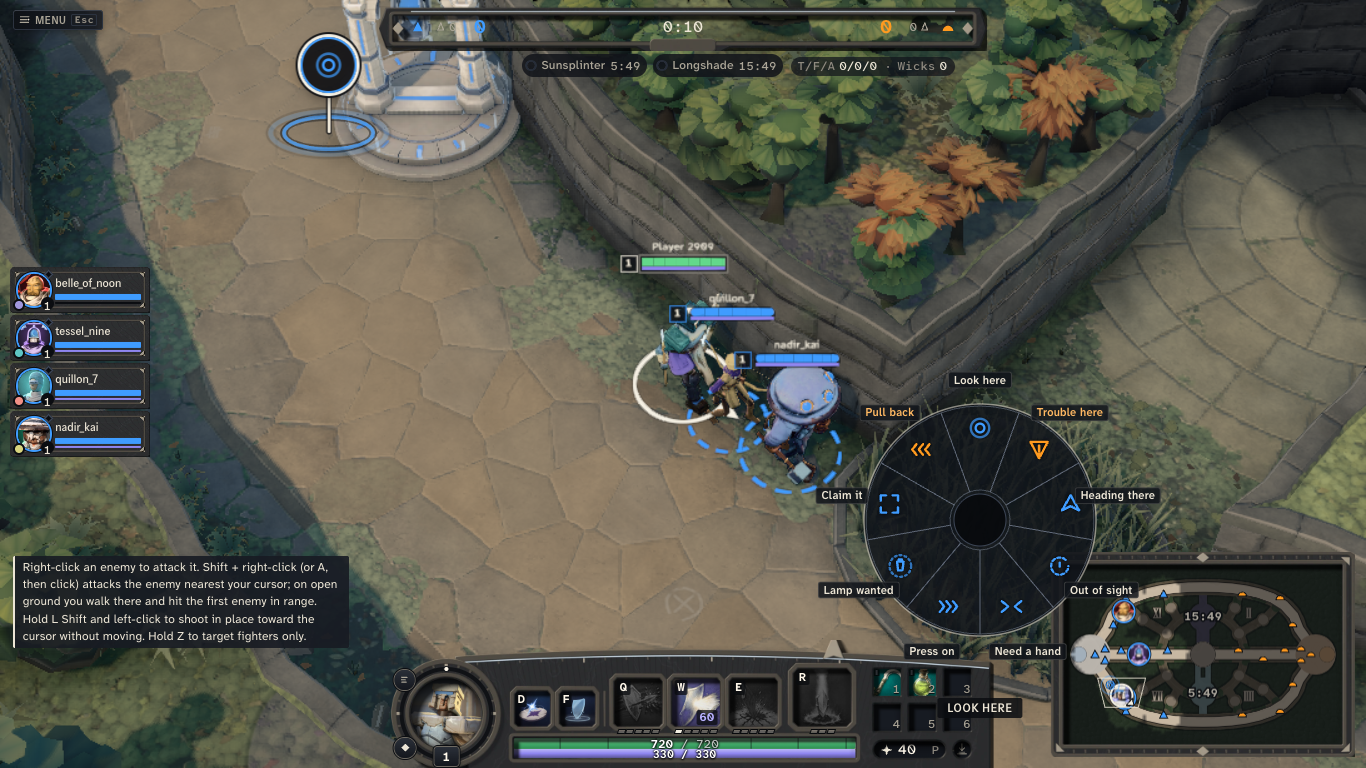 MENU Esc
0 0:10 0 0 Δ
Sunsplinter 5:49
Longshade 15:49
T/F/A 0/0/0 · Wicks 0
Player 2909
1
quillon_7
1
nadir_kai
1
belle_of_noon
1
tessel_nine
1
quillon_7
1
nadir_kai
1
Look here
Pull back
Trouble here
Claim it
Heading there
Lamp wanted
Out of sight
Press on
Need a hand
Right-click an enemy to attack it. Shift + right-click (or A,
then click) attacks the enemy nearest your cursor; on open
ground you walk there and hit the first enemy in range.
Hold L Shift and left-click to shoot in place toward the
cursor without moving. Hold Z to target fighters only.
XI
15:49
5:49
VII
III
D F Q W E R
60
1 2 3
4 5 6
LOOK HERE
720 / 720
330 / 330
40 P
1